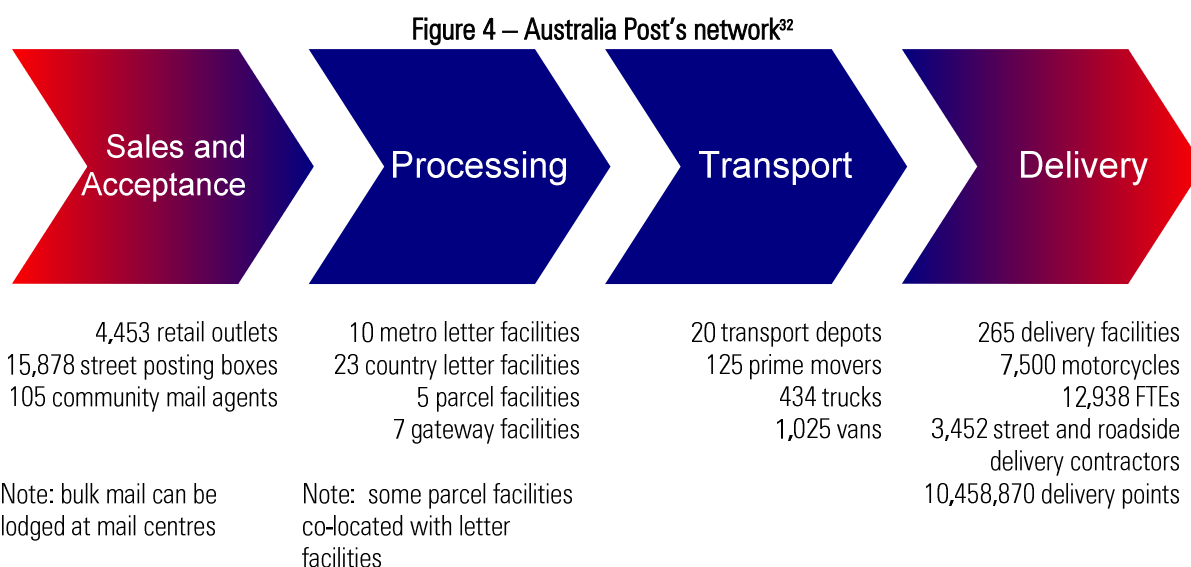 Figure 4 – Australia Post's network³²
Sales and
Acceptance
Processing
Transport
Delivery
4,453 retail outlets
15,878 street posting boxes
105 community mail agents
Note: bulk mail can be
lodged at mail centres
10 metro letter facilities
23 country letter facilities
5 parcel facilities
7 gateway facilities
Note: some parcel facilities
co-located with letter
facilities
20 transport depots
125 prime movers
434 trucks
1,025 vans
265 delivery facilities
7,500 motorcycles
12,938 FTEs
3,452 street and roadside
delivery contractors
10,458,870 delivery points